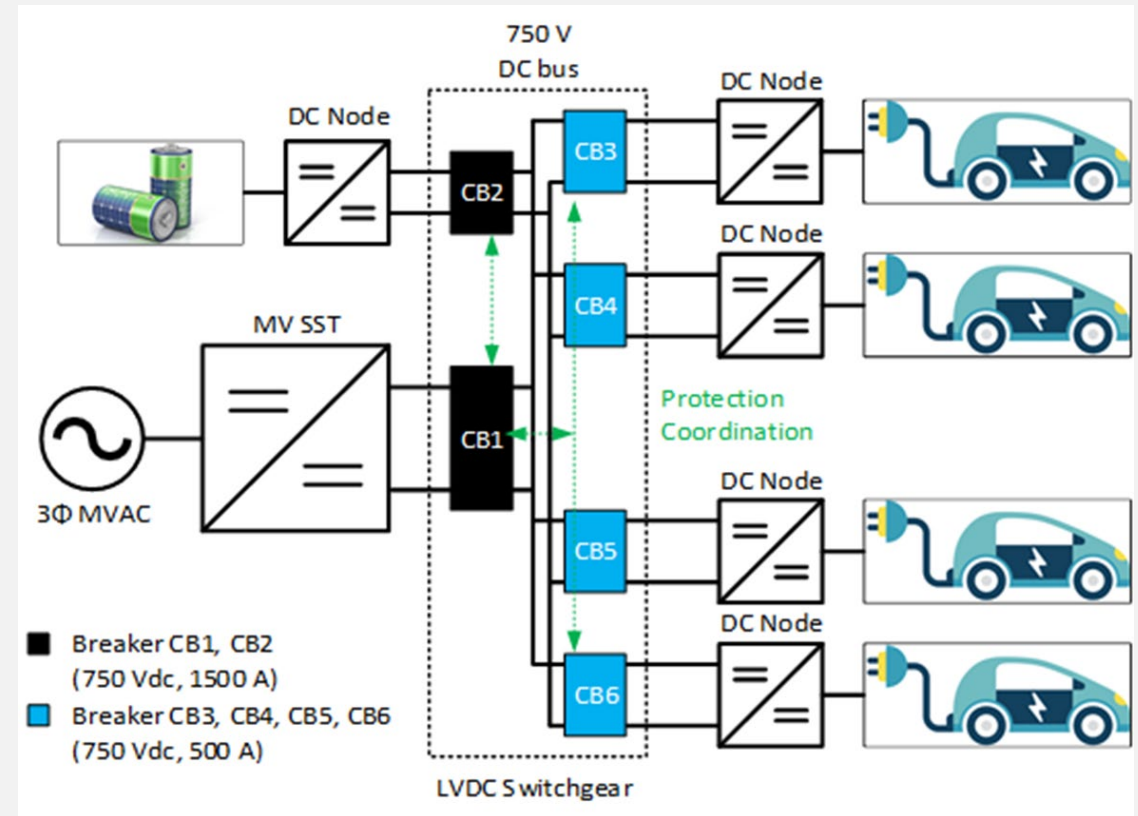 750 V
DC bus
DC Node
DC Node
CB3
CB2
DC Node
CB4
MV SST
Protection
Coordination
CB1
3Φ MVAC
DC Node
CB5
DC Node
CB6
Breaker CB1, CB2
(750 Vdc, 1500 A)
Breaker CB3, CB4, CB5, CB6
(750 Vdc, 500 A)
LVDC Switchgear